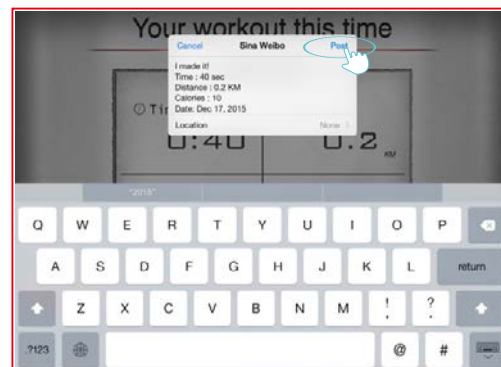 Your workout this time
Cancel Sina Weibo Post
I made it!
Time : 40 sec
Distance : 0.2 KM
Calories : 10
Date: Dec 17, 2015
Location None
0:40 0.2 KM
"2015"
Q W E R T Y U I O P
A S D F G H J K L return
Z X C V B N M ! , ? .
.?123 @ #